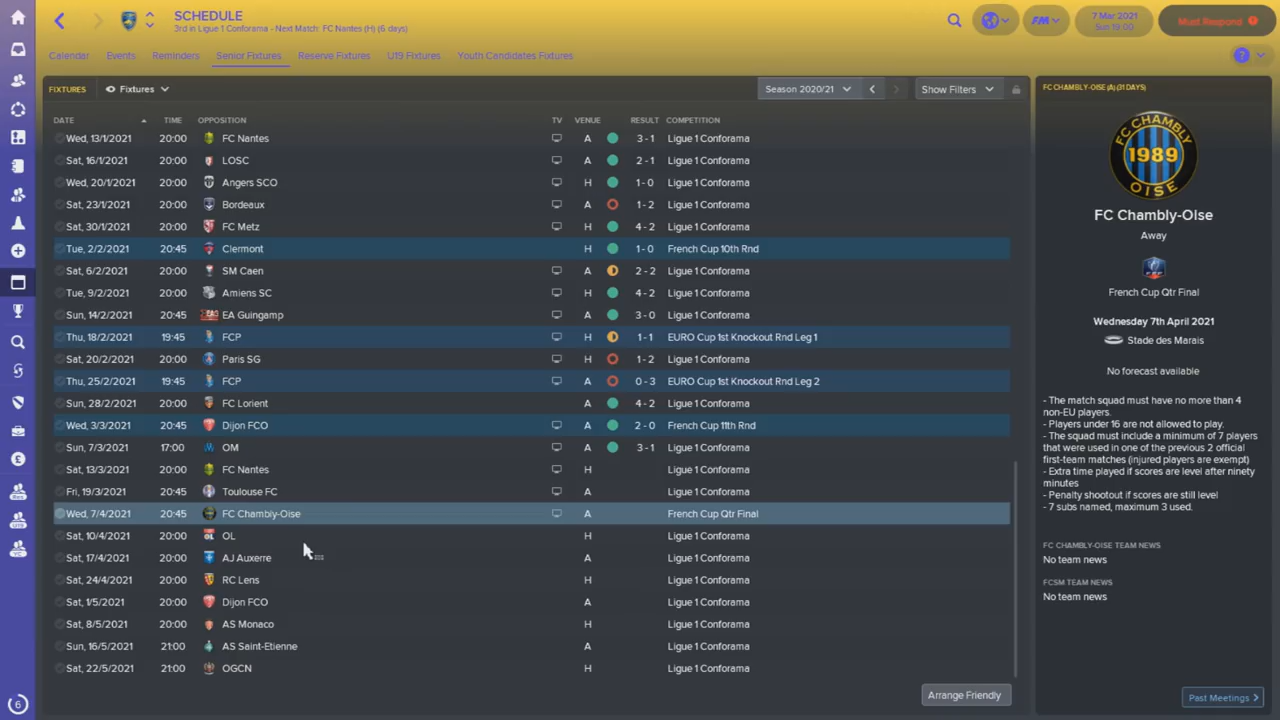 SCHEDULE
3rd in Ligue 1 Conforama - Next Match: FC Nantes (H) (6 days)
FM
7 Mar 2021
Sun 19:00
Must Respond
Calendar Events Reminders Senior Fixtures Reserve Fixtures U19 Fixtures Youth Candidates Fixtures
?
FIXTURES Fixtures Season 2020/21 Show Filters
DATE TIME OPPOSITION TV VENUE RESULT COMPETITION
Wed, 13/1/2021 20:00 FC Nantes A 3 - 1 Ligue 1 Conforama
Sat, 16/1/2021 20:00 LOSC A 2 - 1 Ligue 1 Conforama
Wed, 20/1/2021 20:00 Angers SCO H 1 - 0 Ligue 1 Conforama
Sat, 23/1/2021 20:00 Bordeaux A 1 - 2 Ligue 1 Conforama
Sat, 30/1/2021 20:00 FC Metz H 4 - 2 Ligue 1 Conforama
Tue, 2/2/2021 20:45 Clermont H 1 - 0 French Cup 10th Rnd
Sat, 6/2/2021 20:00 SM Caen A 2 - 2 Ligue 1 Conforama
Tue, 9/2/2021 20:00 Amiens SC H 4 - 2 Ligue 1 Conforama
Sun, 14/2/2021 20:45 EA Guingamp A 3 - 0 Ligue 1 Conforama
Thu, 18/2/2021 19:45 FCP H 1 - 1 EURO Cup 1st Knockout Rnd Leg 1
Sat, 20/2/2021 20:00 Paris SG H 1 - 2 Ligue 1 Conforama
Thu, 25/2/2021 19:45 FCP A 0 - 3 EURO Cup 1st Knockout Rnd Leg 2
Sun, 28/2/2021 20:00 FC Lorient A 4 - 2 Ligue 1 Conforama
Wed, 3/3/2021 20:45 Dijon FCO H 2 - 0 French Cup 11th Rnd
Sun, 7/3/2021 17:00 OM A 3 - 1 Ligue 1 Conforama
Sat, 13/3/2021 20:00 FC Nantes H Ligue 1 Conforama
Fri, 19/3/2021 20:45 Toulouse FC A Ligue 1 Conforama
Wed, 7/4/2021 20:45 FC Chambly-Oise A French Cup Qtr Final
Sat, 10/4/2021 20:00 OL H Ligue 1 Conforama
Sat, 17/4/2021 20:00 AJ Auxerre A Ligue 1 Conforama
Sat, 24/4/2021 20:00 RC Lens H Ligue 1 Conforama
Sat, 1/5/2021 20:00 Dijon FCO A Ligue 1 Conforama
Sat, 8/5/2021 20:00 AS Monaco H Ligue 1 Conforama
Sun, 16/5/2021 21:00 AS Saint-Etienne A Ligue 1 Conforama
Sat, 22/5/2021 21:00 OGCN H Ligue 1 Conforama
Arrange Friendly
6
FC CHAMBLY-OISE (A) (31 DAYS)
FC CHAMBLY
1989
OISE
FC Chambly-Oise
Away
French Cup Qtr Final
Wednesday 7th April 2021
Stade des Marais
No forecast available
- The match squad must have no more than 4
non-EU players.
- Players under 16 are not allowed to play.
- The squad must include a minimum of 7 players
that were used in one of the previous 2 official
first-team matches (injured players are exempt)
- Extra time played if scores are level after ninety
minutes
- Penalty shootout if scores are still level
- 7 subs named, maximum 3 used.
FC CHAMBLY-OISE TEAM NEWS
No team news
FCSM TEAM NEWS
No team news
Past Meetings